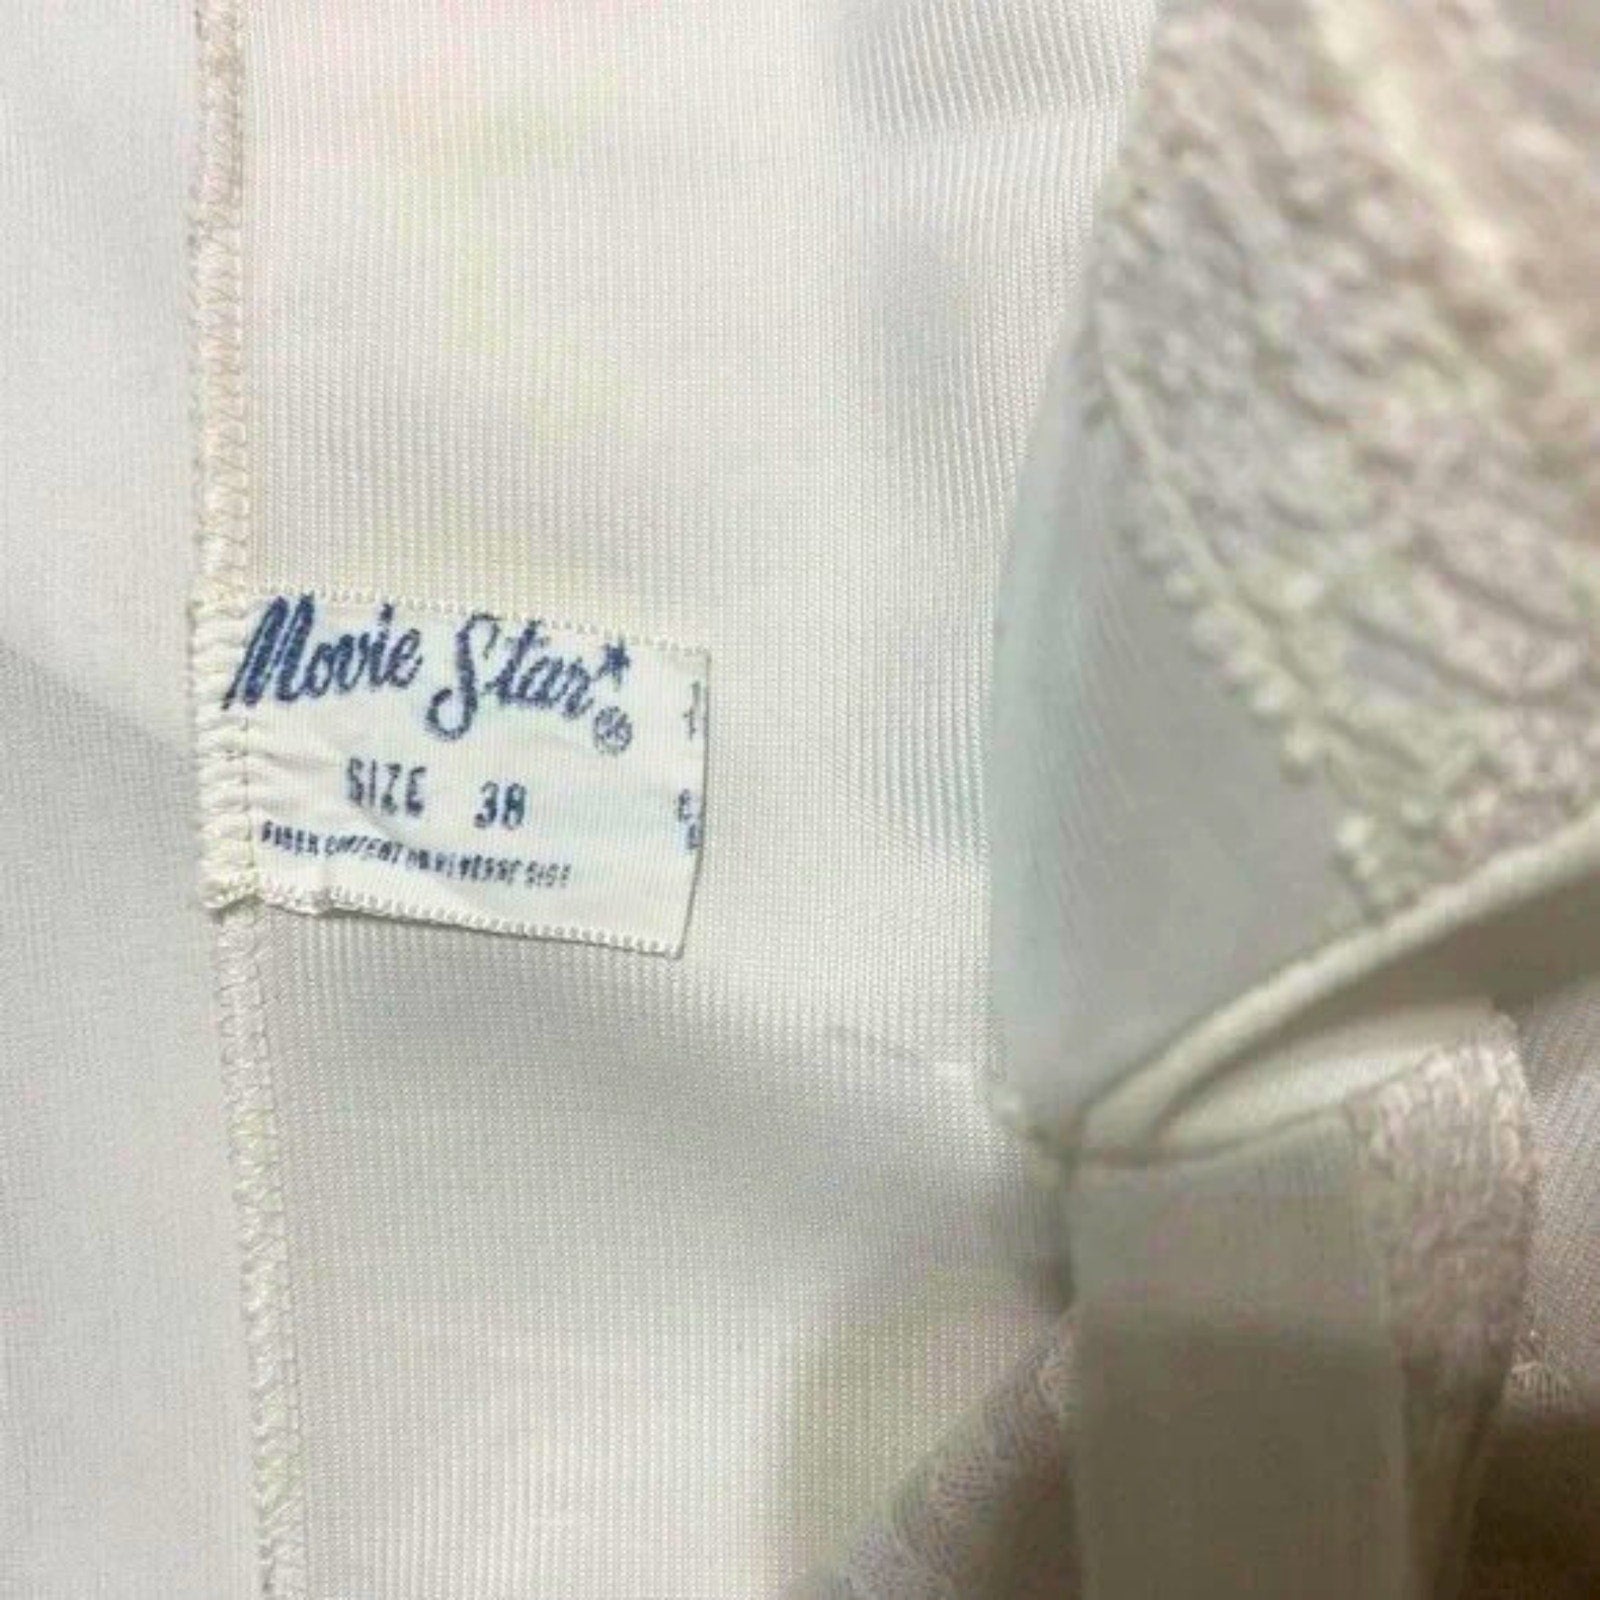 Movie Star*®
SIZE 38
FIBER CONTENT ON REVERSE SIDE